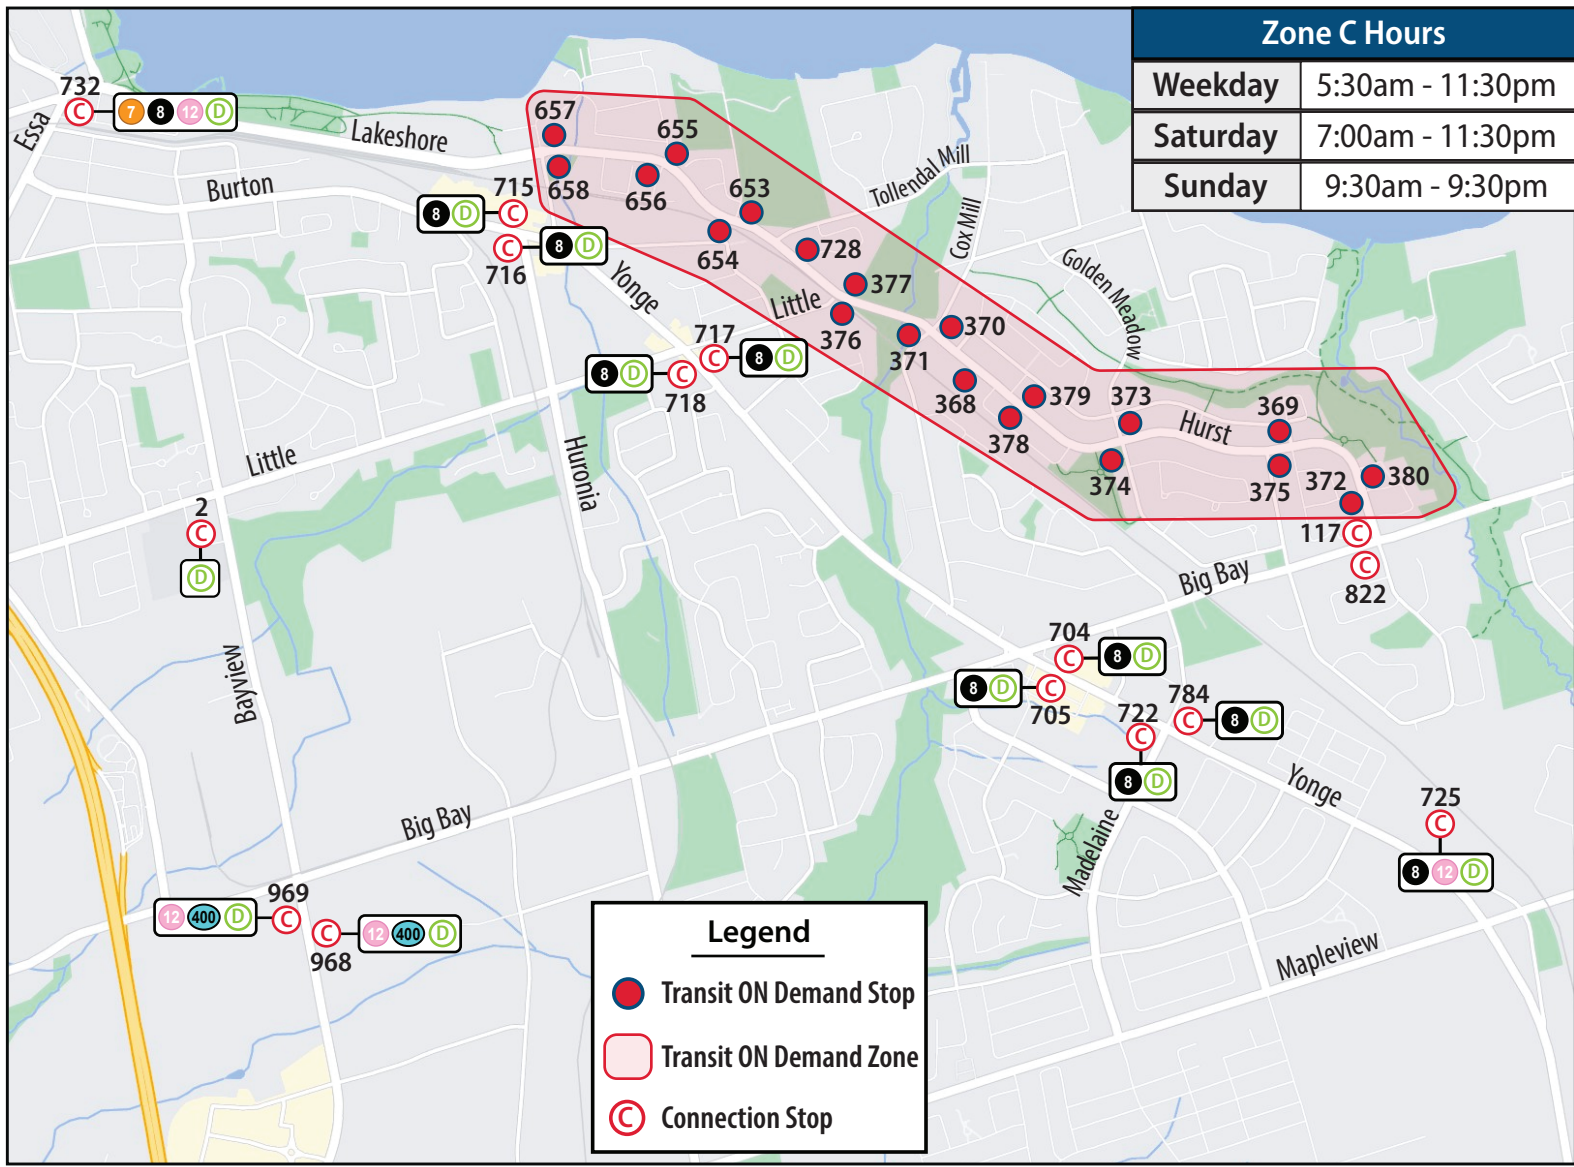 Zone C Hours
Weekday 5:30am - 11:30pm
Saturday 7:00am - 11:30pm
Sunday 9:30am - 9:30pm
732
C 7 8 12 D
Essa
Lakeshore
Burton
657
655
658
656
653
654
715
8 D C
C 8 D
716
Yonge
Tollendal Mill
Cox Mill
728
377
Little
376
371
370
Golden Meadow
717
C 8 D
8 D C
718
368
379
378
373
Hurst
369
374
375
372
380
117 C
C
822
Big Bay
Little
Huronia
2
C
D
Bayview
704
C 8 D
8 D C
705
784
C 8 D
722
C
8 D
Yonge
Madelaine
725
C
8 12 D
Big Bay
969
12 400 D C
C 12 400 D
968
Mapleview
Legend
Transit ON Demand Stop
Transit ON Demand Zone
C Connection Stop